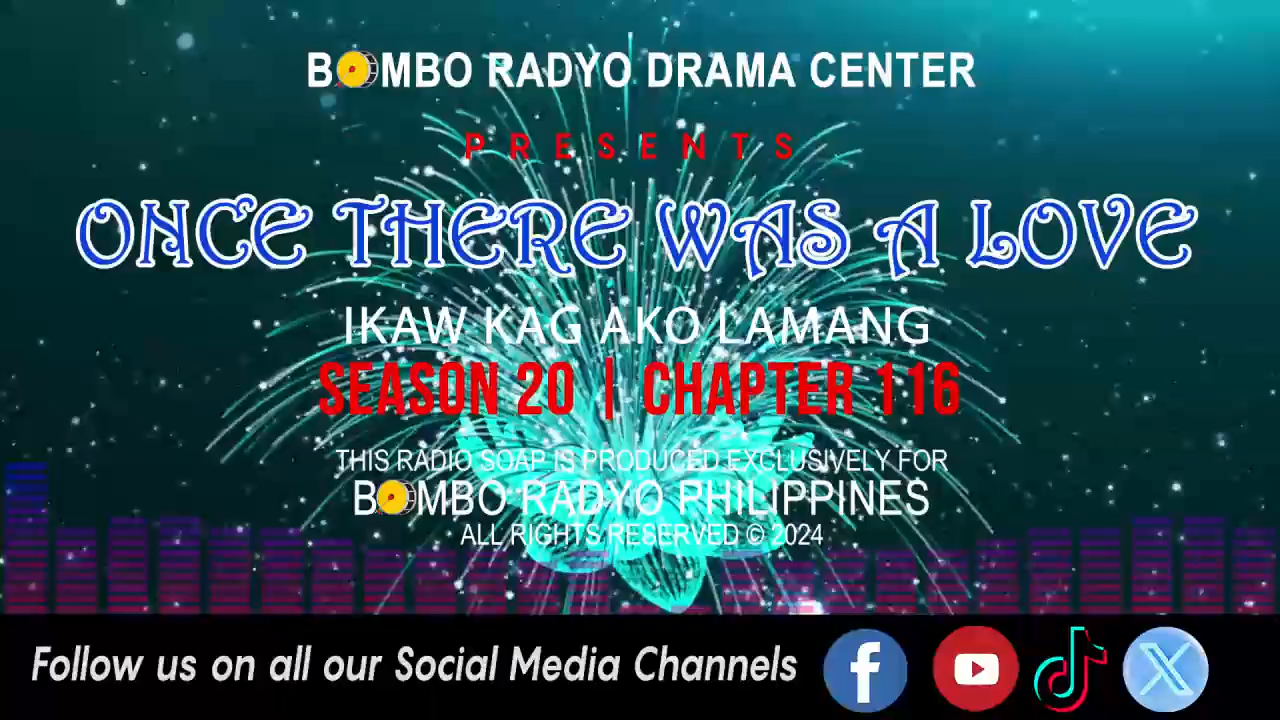 BOMBO RADYO DRAMA CENTER
PRESENTS
ONCE THERE WAS A LOVE
IKAW KAG AKO LAMANG
SEASON 20 | CHAPTER 116
THIS RADIO SOAP IS PRODUCED EXCLUSIVELY FOR
BOMBO RADYO PHILIPPINES
ALL RIGHTS RESERVED © 2024
Follow us on all our Social Media Channels